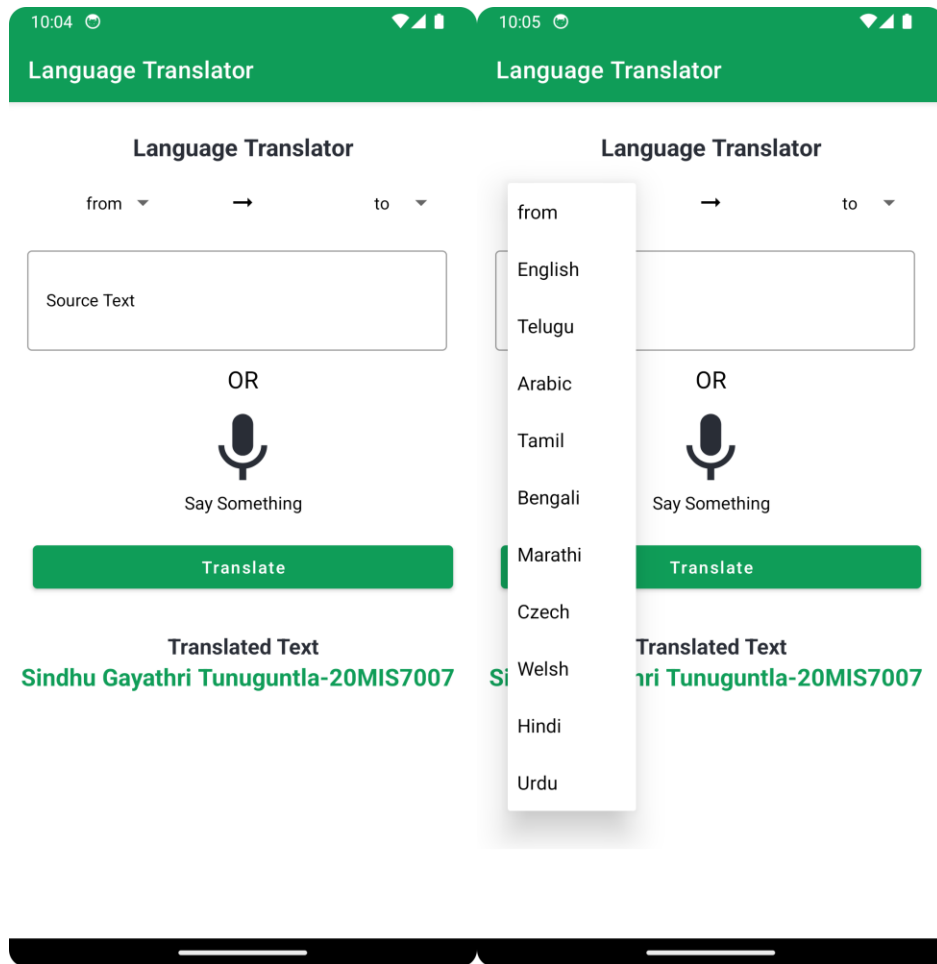 10:04
Language Translator
Language Translator
from → to
Source Text
OR
Say Something
Translate
Translated Text
Sindhu Gayathri Tunuguntla-20MIS7007
10:05
Language Translator
Language Translator
→ to
from
English
Telugu
Arabic
Tamil
Bengali
Marathi
Czech
Welsh
Hindi
Urdu
OR
Say Something
Translate
Translated Text
Tunuguntla-20MIS7007